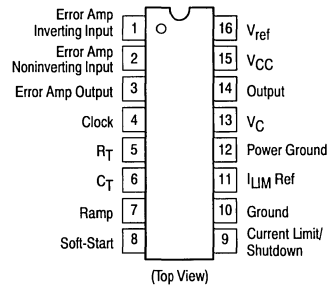 Error Amp
Inverting Input 1
Error Amp
Noninverting Input 2
Error Amp Output 3
Clock 4
RT 5
CT 6
Ramp 7
Soft-Start 8
16 Vref
15 VCC
14 Output
13 VC
12 Power Ground
11 ILIM Ref
10 Ground
9 Current Limit/
Shutdown
(Top View)